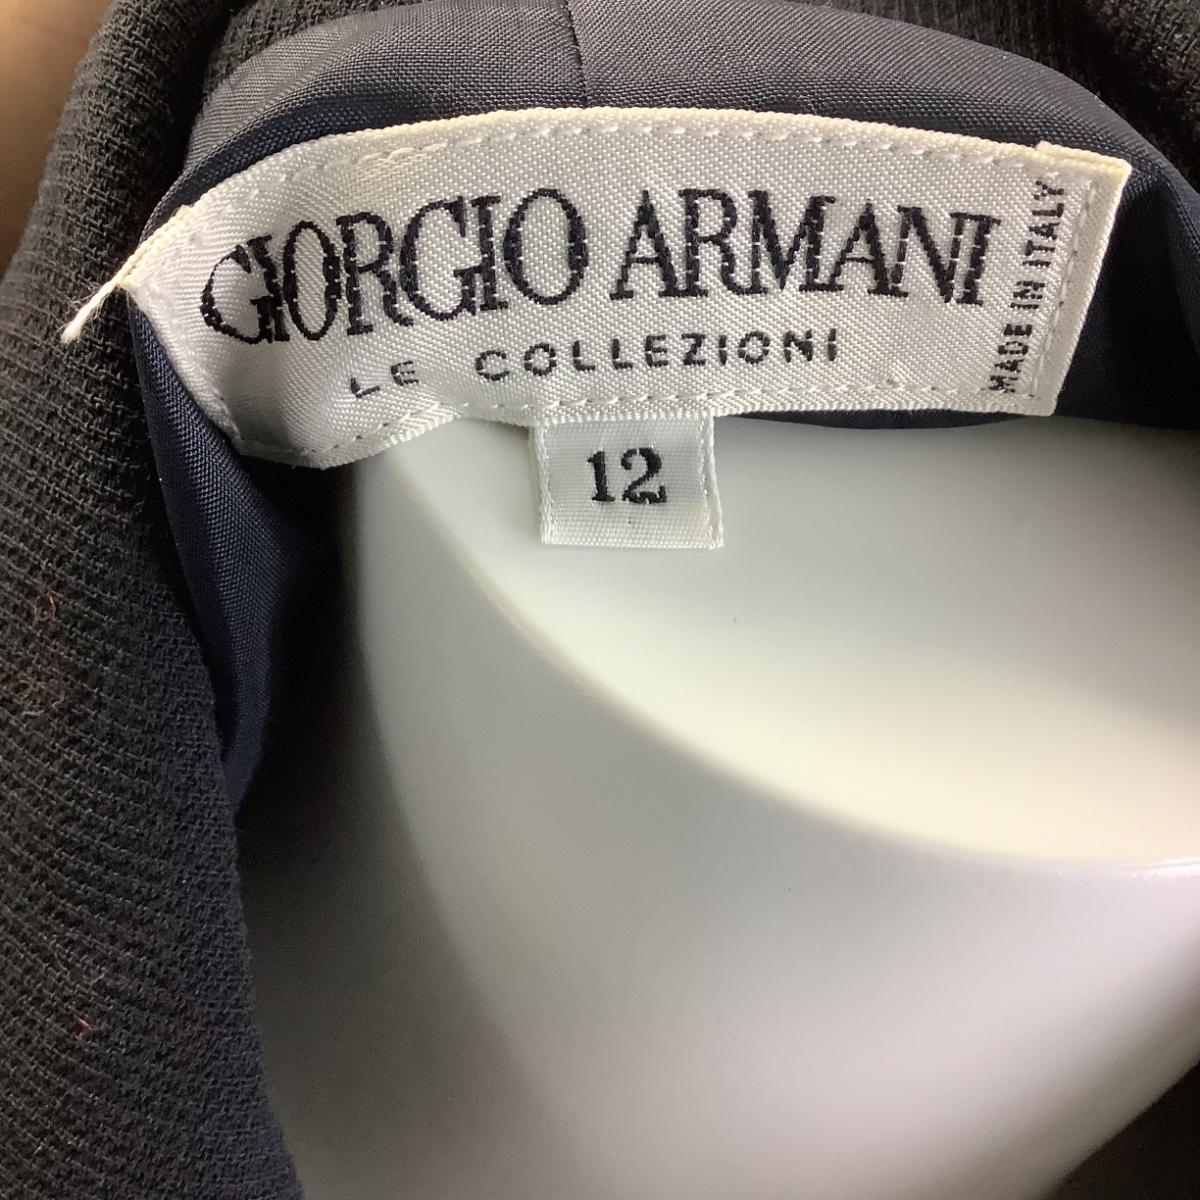 GIORGIO ARMANI
LE COLLEZIONI
MADE IN ITALY
12